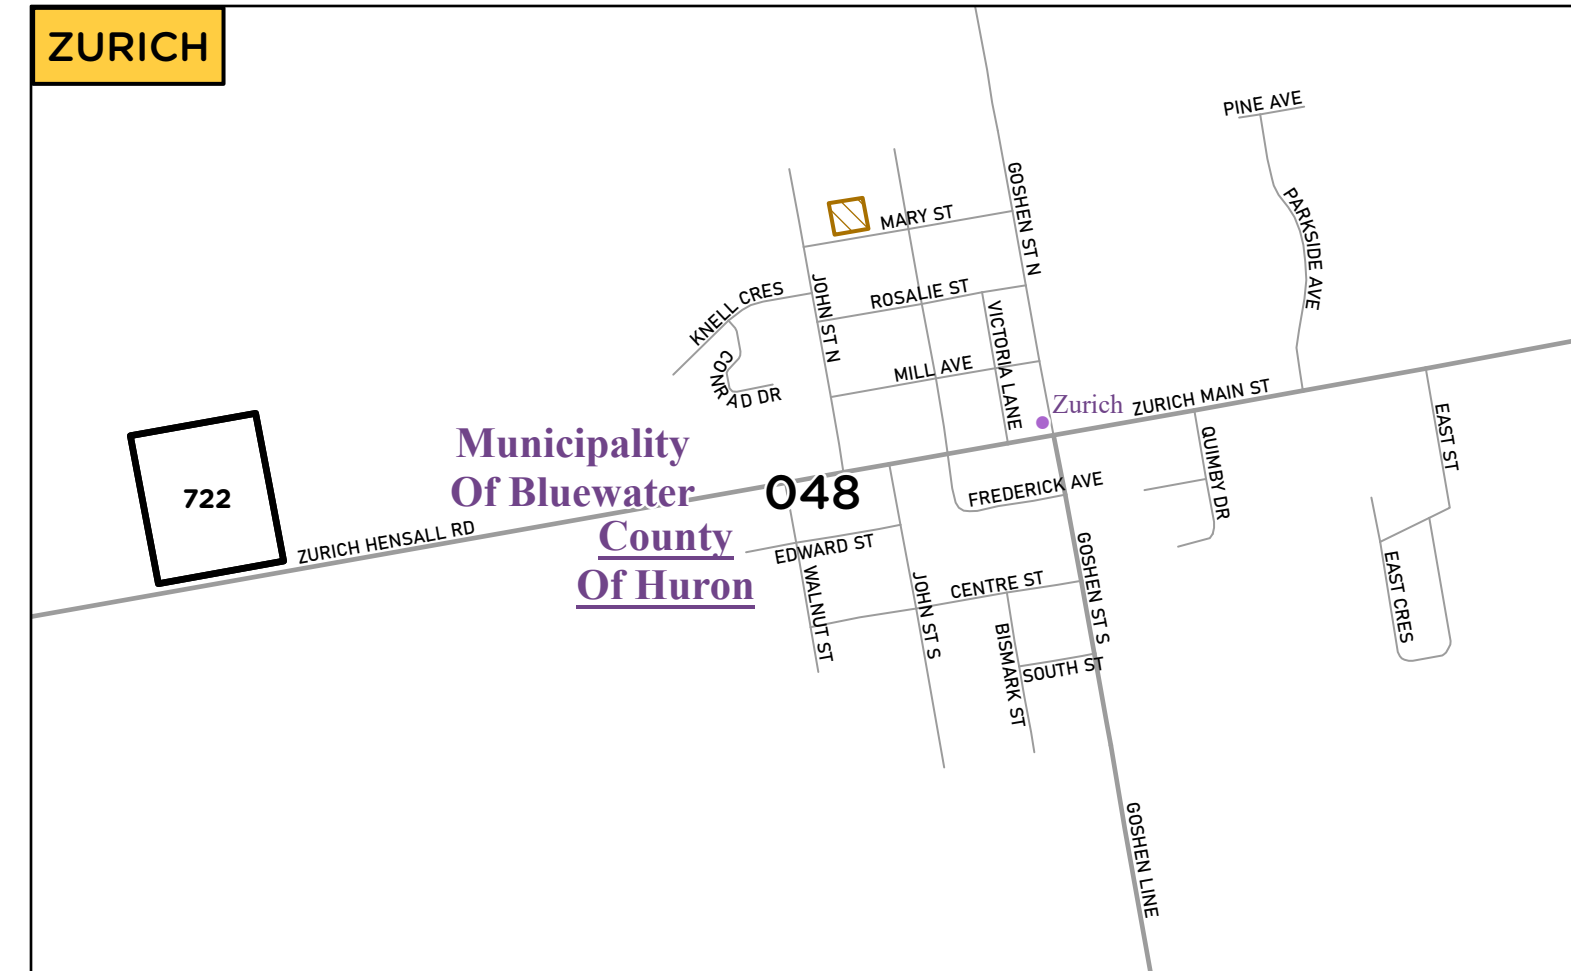 ZURICH
PINE AVE
GOSHEN ST N
PARKSIDE AVE
MARY ST
KNELL CRES
JOHN ST N
ROSALIE ST
VICTORIA LANE
CONRAD DR
MILL AVE
Zurich
ZURICH MAIN ST
EAST ST
QUIMBY DR
722
Municipality
Of Bluewater
County
Of Huron
048
FREDERICK AVE
ZURICH HENSALL RD
EDWARD ST
WALNUT ST
JOHN ST S
CENTRE ST
GOSHEN ST S
BISMARK ST
SOUTH ST
EAST CRES
GOSHEN LINE